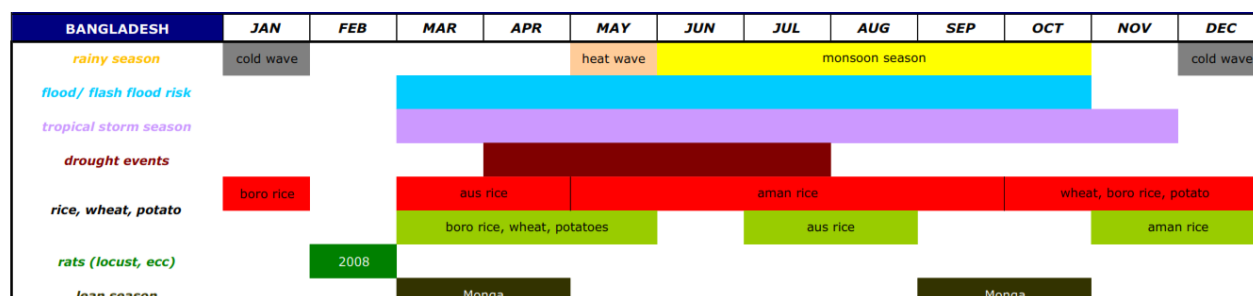 BANGLADESH JAN FEB MAR APR MAY JUN JUL AUG SEP OCT NOV DEC
rainy season cold wave heat wave monsoon season cold wave
flood/ flash flood risk
tropical storm season
drought events
boro rice aus rice aman rice wheat, boro rice, potato
rice, wheat, potato
boro rice, wheat, potatoes aus rice aman rice
rats (locust, ecc) 2008
lean season Monga Monga